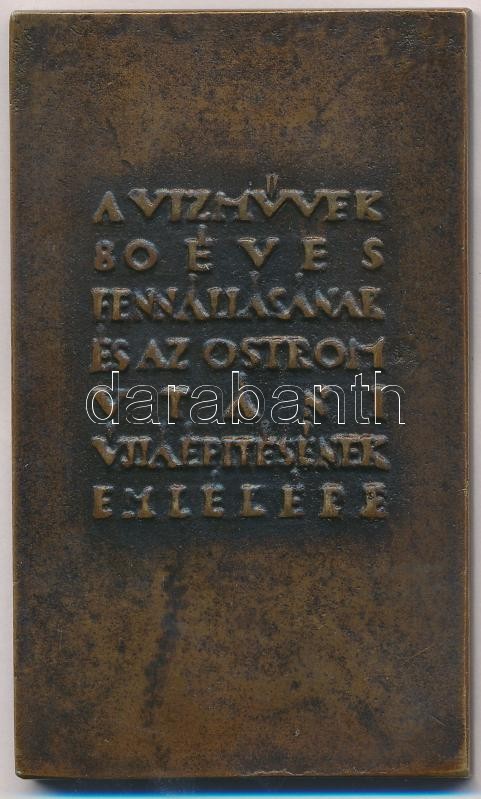 A VIZMŰVEK
80 ÉVES
FENNÁLLÁSÁNAK
ÉS AZ OSTROM
UTÁNI
darabanth
ÚJJÁÉPÍTÉSÉNEK
EMLÉKÉRE